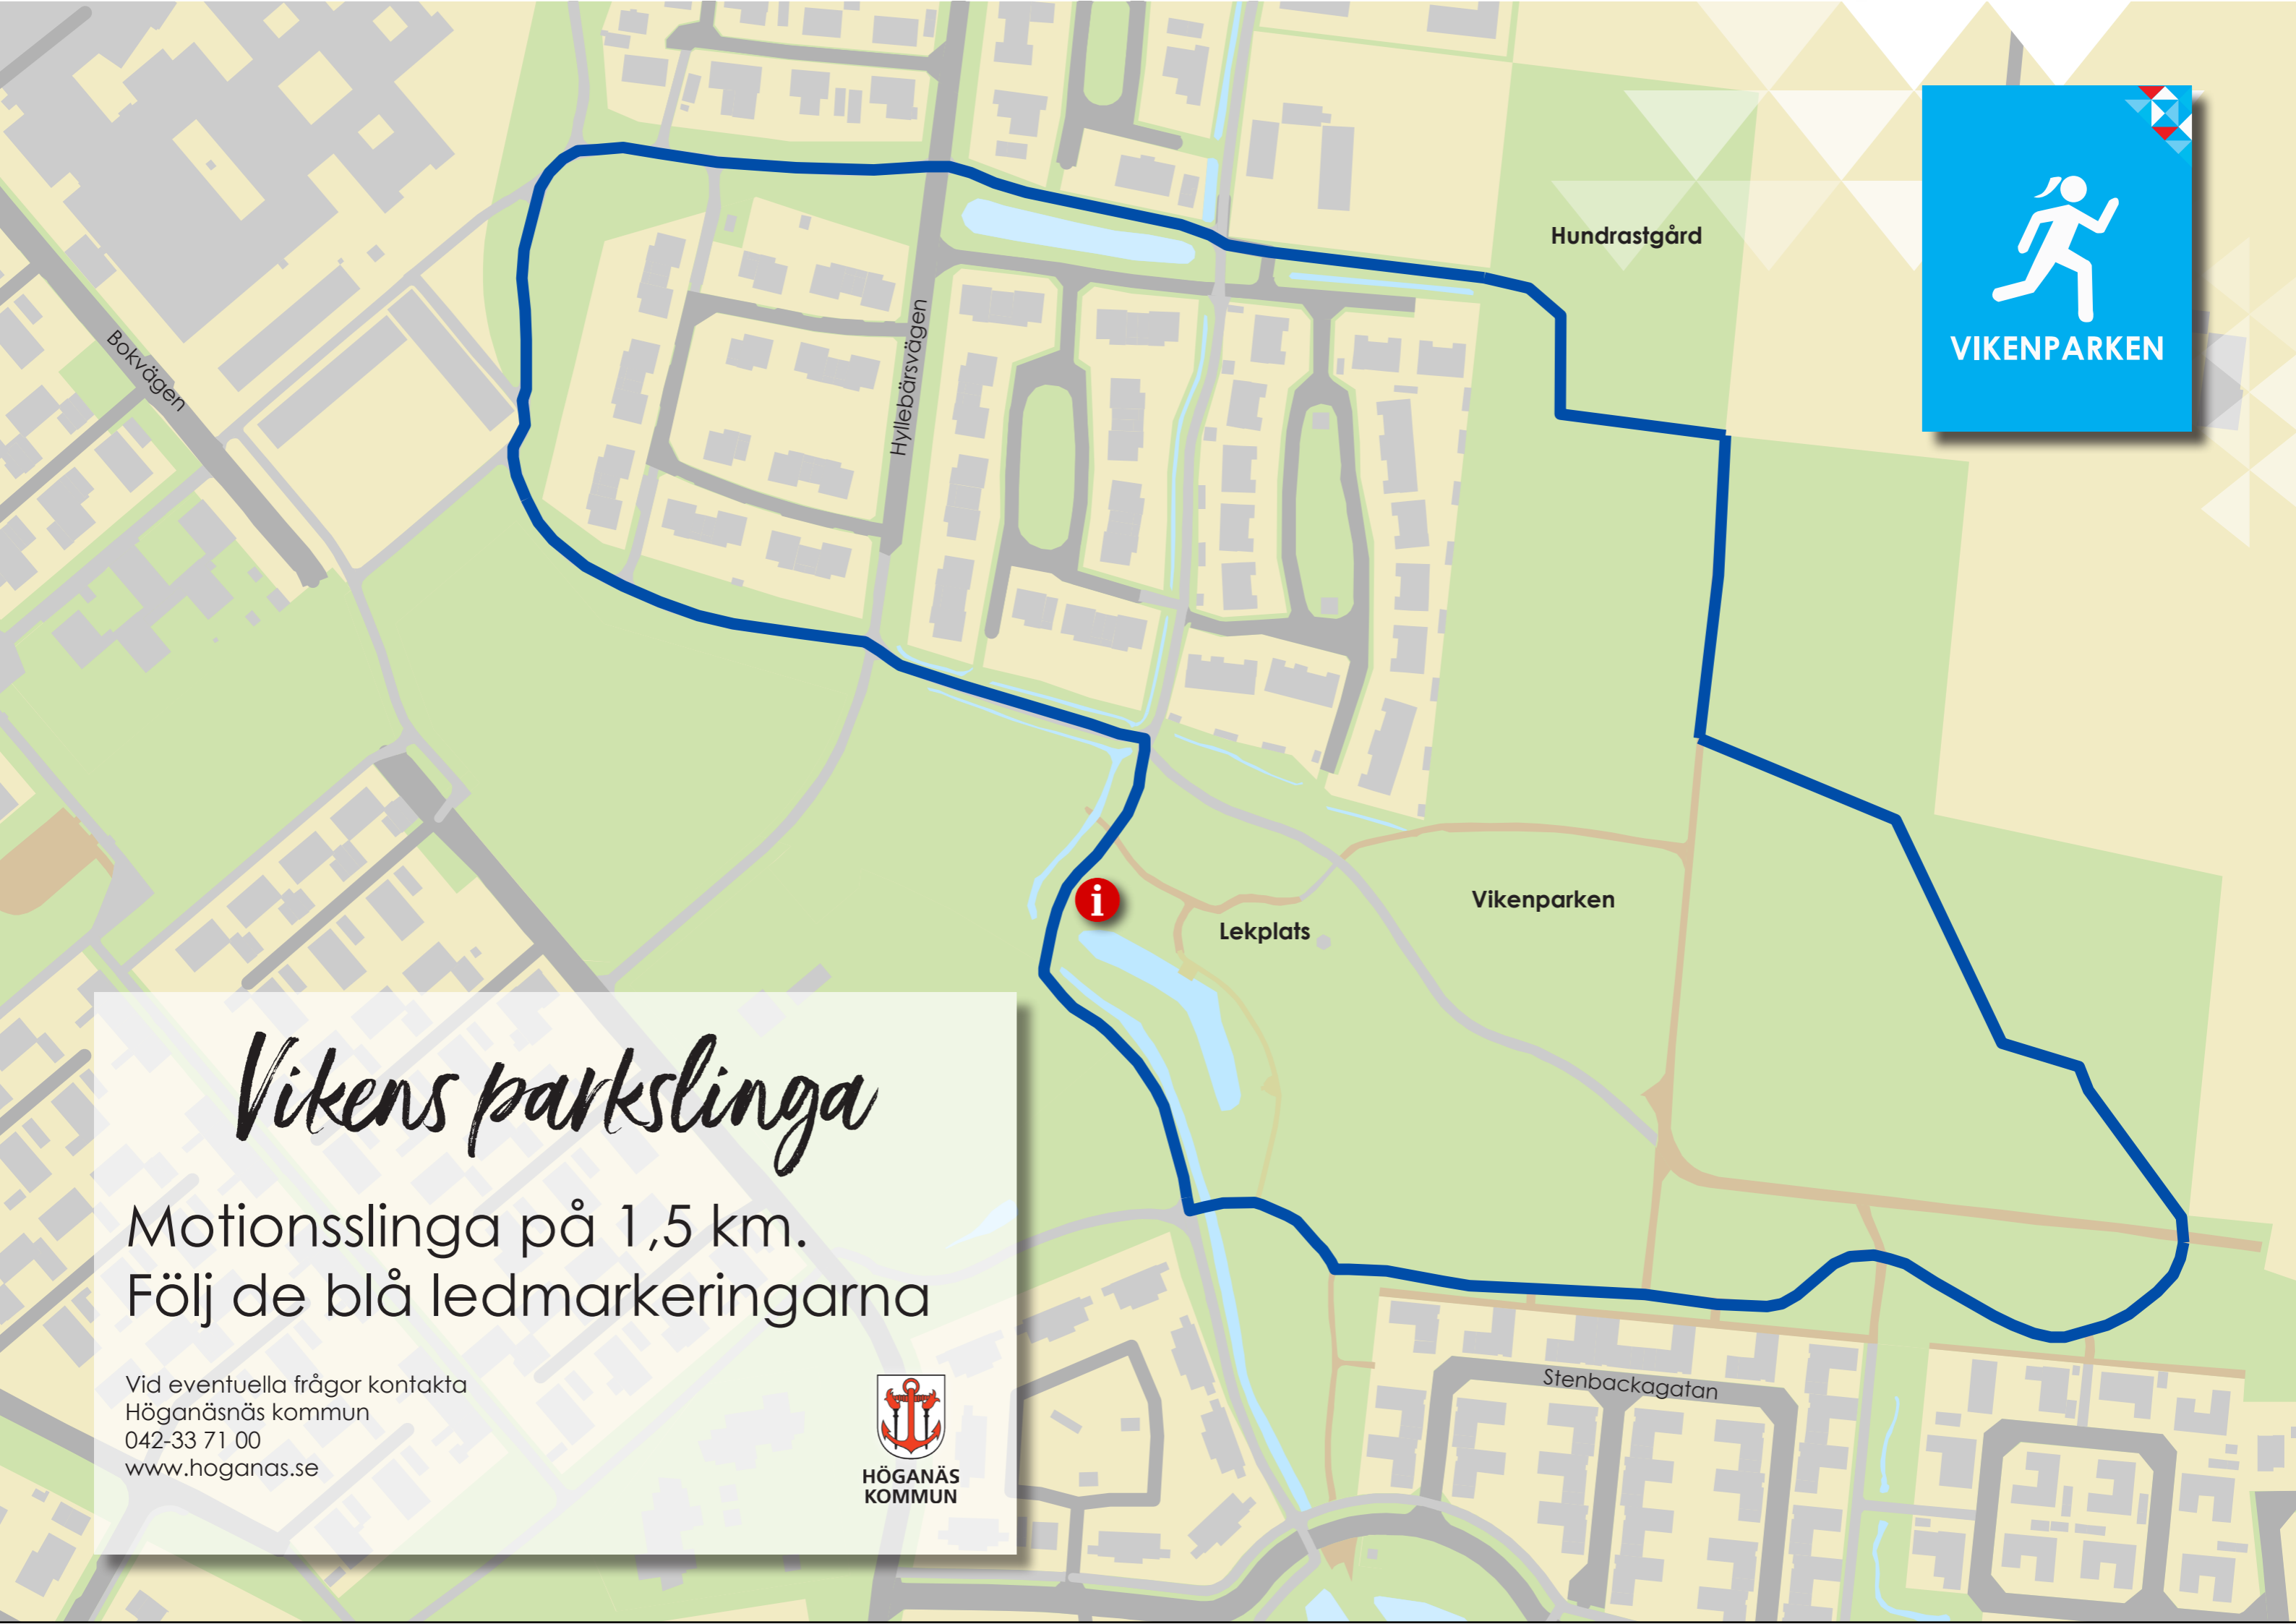 Hundrastgård
VIKENPARKEN
Bokvägen
Hyllebärsvägen
Vikenparken
Lekplats
i
Vikens parkslinga
Motionsslinga på 1,5 km.
Följ de blå ledmarkeringarna
Vid eventuella frågor kontakta
Höganäsnäs kommun
042-33 71 00
www.hoganas.se
HÖGANÄS
KOMMUN
Stenbackagatan